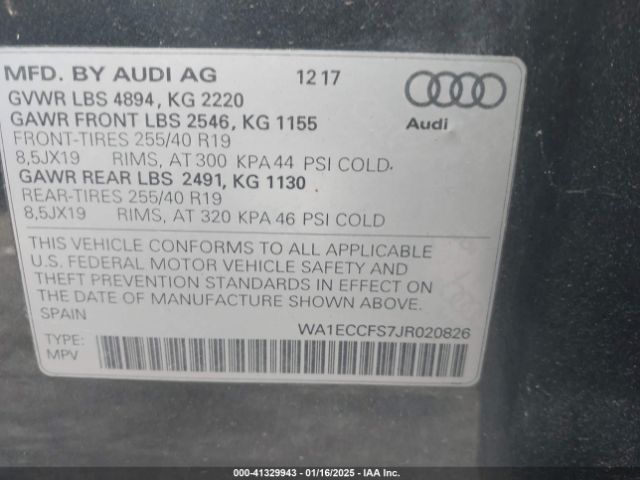 MFD. BY AUDI AG 12 17
GVWR LBS 4894, KG 2220
GAWR FRONT LBS 2546, KG 1155
Audi
FRONT-TIRES 255/40 R19
8,5JX19 RIMS, AT 300 KPA 44 PSI COLD.
GAWR REAR LBS 2491, KG 1130
REAR-TIRES 255/40 R19
8,5JX19 RIMS, AT 320 KPA 46 PSI COLD
THIS VEHICLE CONFORMS TO ALL APPLICABLE
U.S. FEDERAL MOTOR VEHICLE SAFETY AND
THEFT PREVENTION STANDARDS IN EFFECT ON
THE DATE OF MANUFACTURE SHOWN ABOVE.
SPAIN
WA1ECCFS7JR020826
TYPE:
MPV
000-41329943 - 01/16/2025 - IAA Inc.